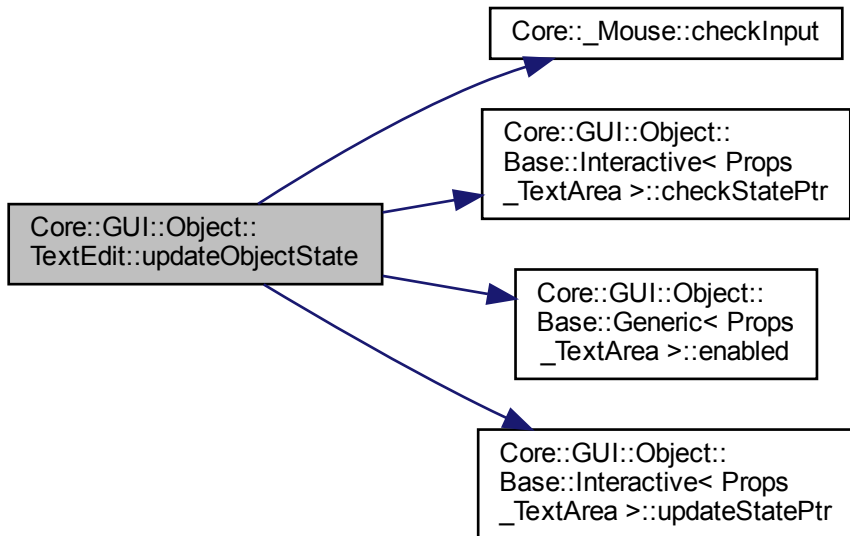 Core::_Mouse::checkInput
Core::GUI::Object::
Base::Interactive< Props
_TextArea >::checkStatePtr
Core::GUI::Object::
TextEdit::updateObjectState
Core::GUI::Object::
Base::Generic< Props
_TextArea >::enabled
Core::GUI::Object::
Base::Interactive< Props
_TextArea >::updateStatePtr